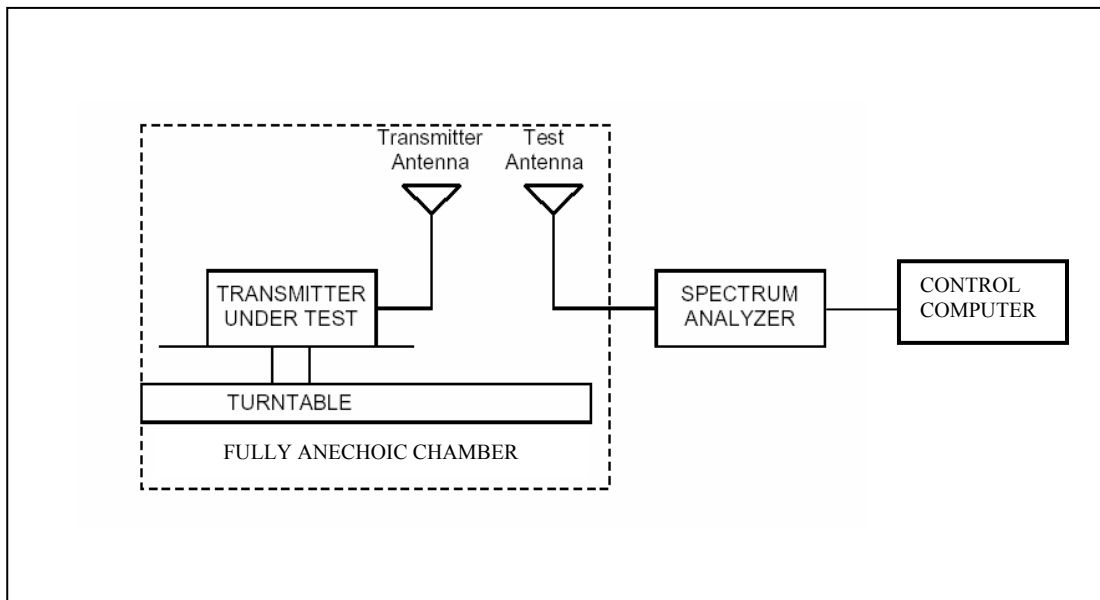 Transmitter
Antenna
Test
Antenna
TRANSMITTER
UNDER TEST
SPECTRUM
ANALYZER
CONTROL
COMPUTER
TURNTABLE
FULLY ANECHOIC CHAMBER